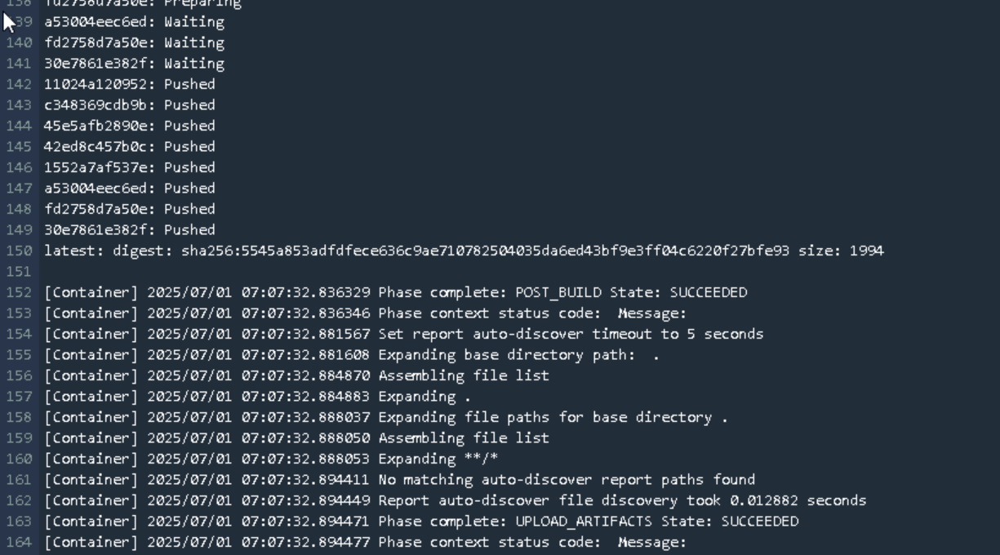 138 fd2758d7a50e: Preparing
39 a53004eec6ed: Waiting
140 fd2758d7a50e: Waiting
141 30e7861e382f: Waiting
142 11024a120952: Pushed
143 c348369cdb9b: Pushed
144 45e5afb2890e: Pushed
145 42ed8c457b0c: Pushed
146 1552a7af537e: Pushed
147 a53004eec6ed: Pushed
148 fd2758d7a50e: Pushed
149 30e7861e382f: Pushed
150 latest: digest: sha256:5545a853adfdfece636c9ae710782504035da6ed43bf9e3ff04c6220f27bfe93 size: 1994
151
152 [Container] 2025/07/01 07:07:32.836329 Phase complete: POST_BUILD State: SUCCEEDED
153 [Container] 2025/07/01 07:07:32.836346 Phase context status code:  Message:
154 [Container] 2025/07/01 07:07:32.881567 Set report auto-discover timeout to 5 seconds
155 [Container] 2025/07/01 07:07:32.881608 Expanding base directory path:  .
156 [Container] 2025/07/01 07:07:32.884870 Assembling file list
157 [Container] 2025/07/01 07:07:32.884883 Expanding .
158 [Container] 2025/07/01 07:07:32.888037 Expanding file paths for base directory .
159 [Container] 2025/07/01 07:07:32.888050 Assembling file list
160 [Container] 2025/07/01 07:07:32.888053 Expanding **/*
161 [Container] 2025/07/01 07:07:32.894411 No matching auto-discover report paths found
162 [Container] 2025/07/01 07:07:32.894449 Report auto-discover file discovery took 0.012882 seconds
163 [Container] 2025/07/01 07:07:32.894471 Phase complete: UPLOAD_ARTIFACTS State: SUCCEEDED
164 [Container] 2025/07/01 07:07:32.894477 Phase context status code:  Message: